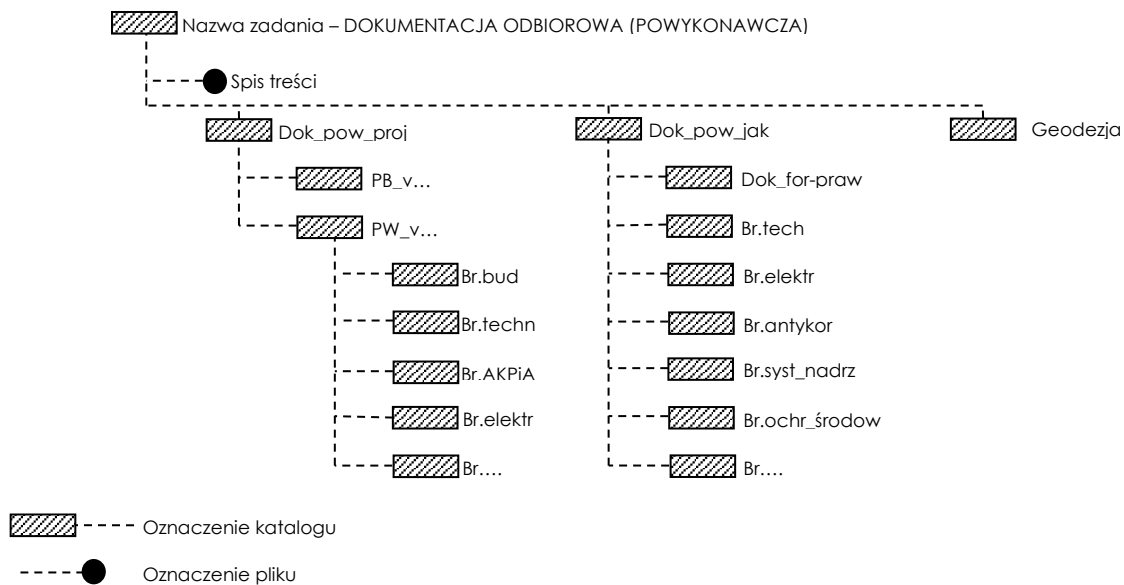 Nazwa zadania – DOKUMENTACJA ODBIOROWA (POWYKONAWCZA)
Spis treści
Dok_pow_proj
Dok_pow_jak
Geodezja
PB_v…
Dok_for-praw
PW_v…
Br.tech
Br.bud
Br.elektr
Br.techn
Br.antykor
Br.AKPiA
Br.syst_nadrz
Br.elektr
Br.ochr_środow
Br.…
Br.…
Oznaczenie katalogu
Oznaczenie pliku